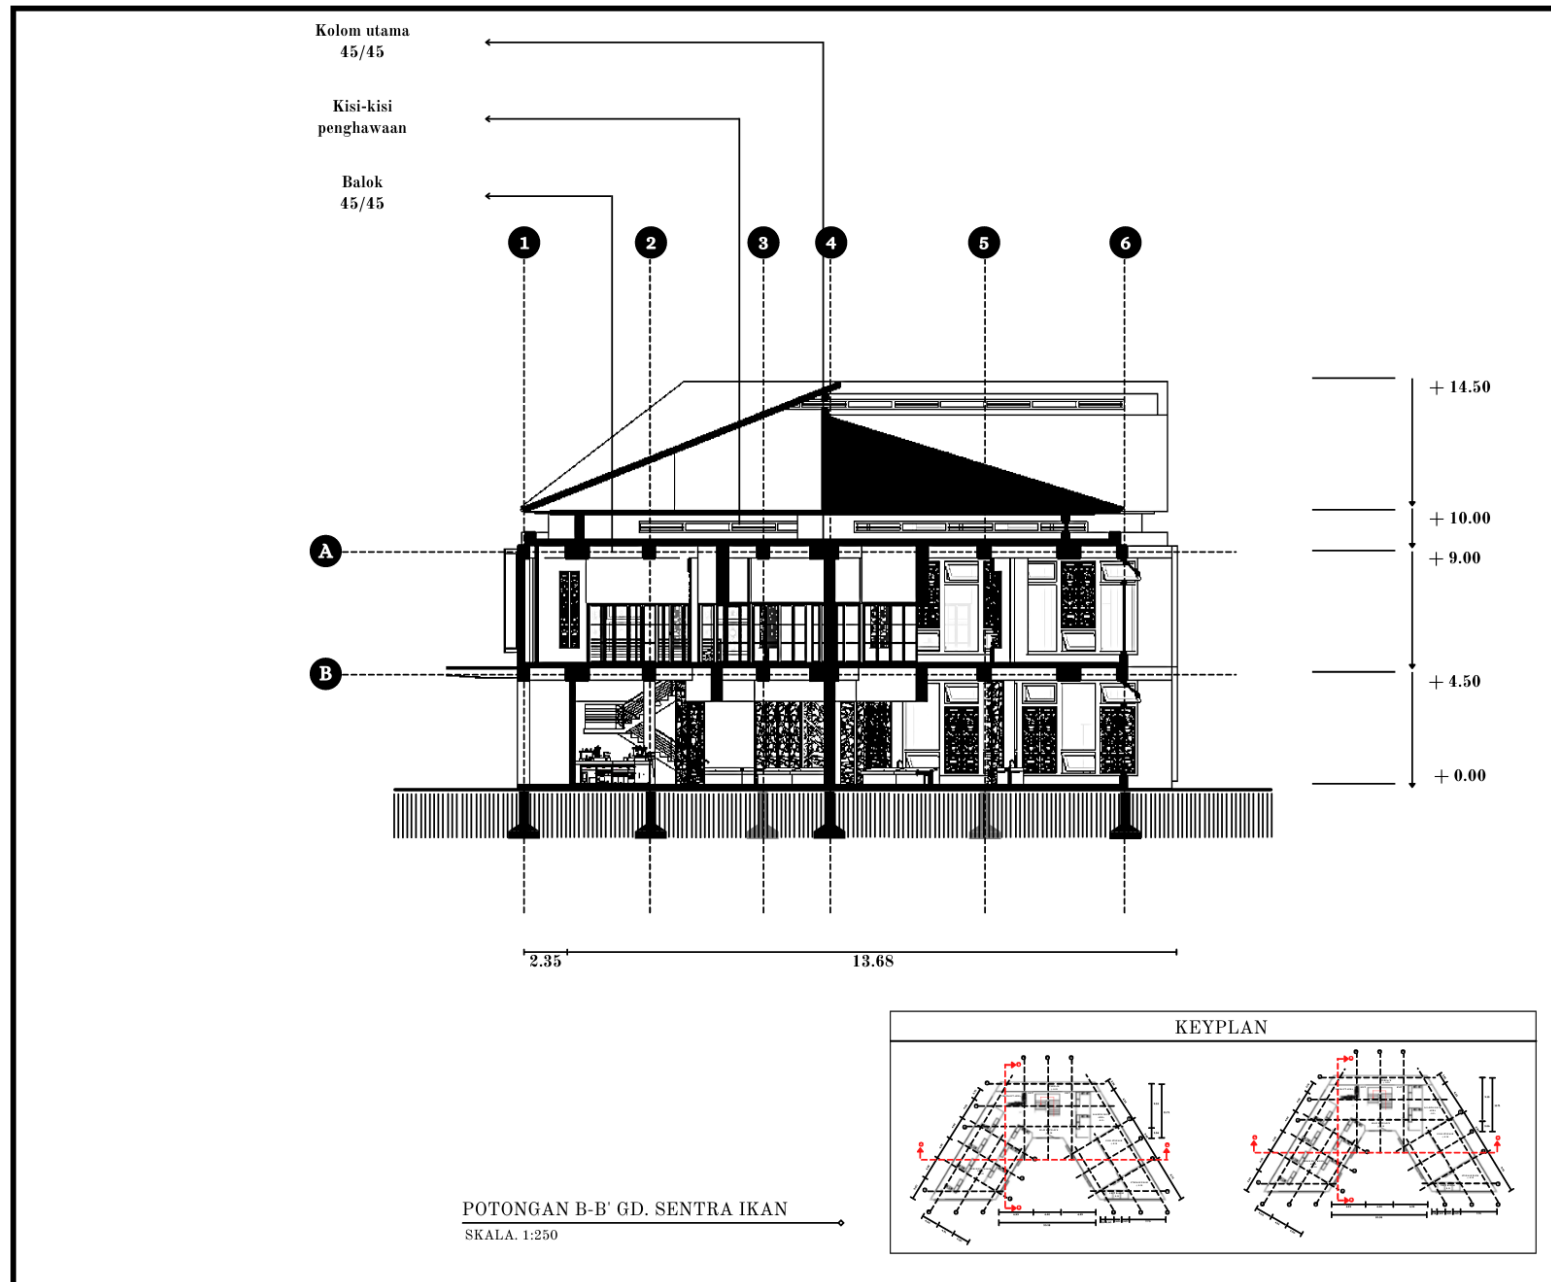 Kolom utama
45/45
Kisi-kisi
penghawaan
Balok
45/45
1 2 3 4 5 6
+ 14.50
+ 10.00
A
+ 9.00
B
+ 4.50
+ 0.00
2.35 13.68
KEYPLAN
POTONGAN B-B' GD. SENTRA IKAN
SKALA. 1:250